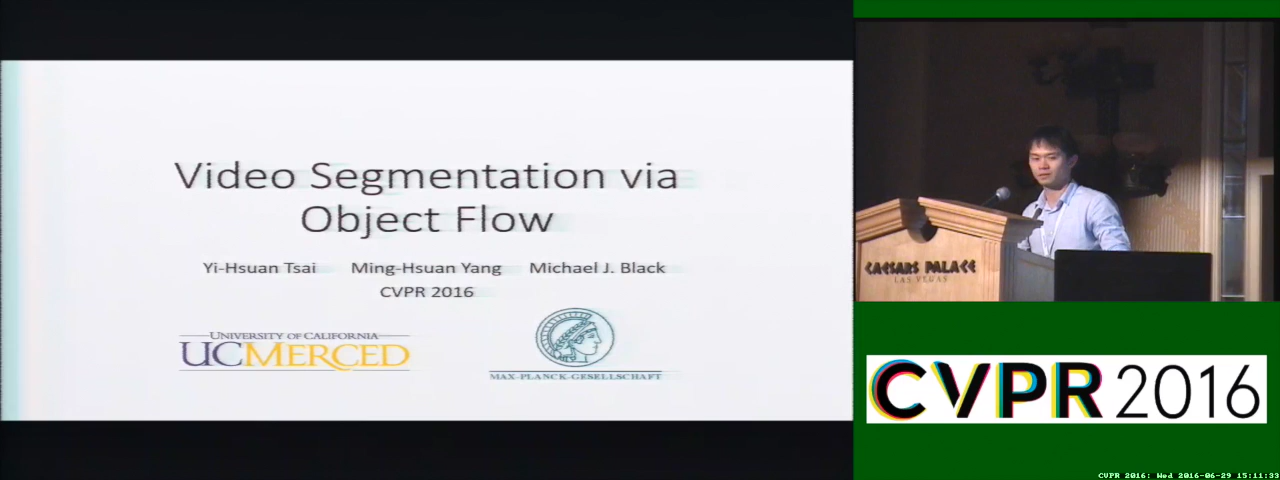 Video Segmentation via
Object Flow
Yi-Hsuan Tsai Ming-Hsuan Yang Michael J. Black
CVPR 2016
UNIVERSITY OF CALIFORNIA
UCMERCED
MAX-PLANCK-GESELLSCHAFT
CAESARS PALACE
LAS VEGAS
CVPR 2016
CVPR 2016: Wed 2016-06-29 15:11:33